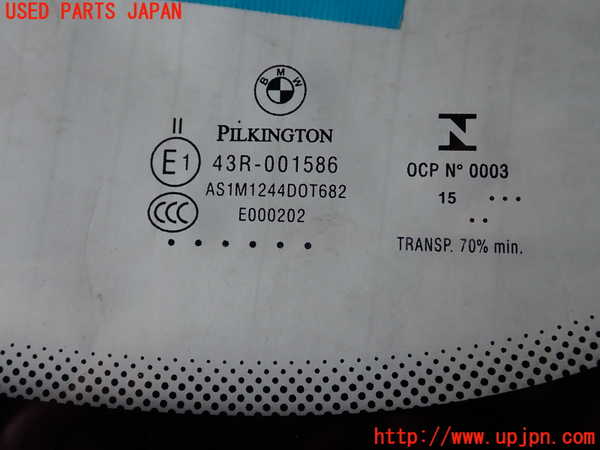 USED PARTS JAPAN
BMW
II
PILKINGTON
E1 43R-001586
AS1M1244DOT682
CCC E000202
N
OCP N° 0003
15
TRANSP. 70% min.
http://www.upjpn.com